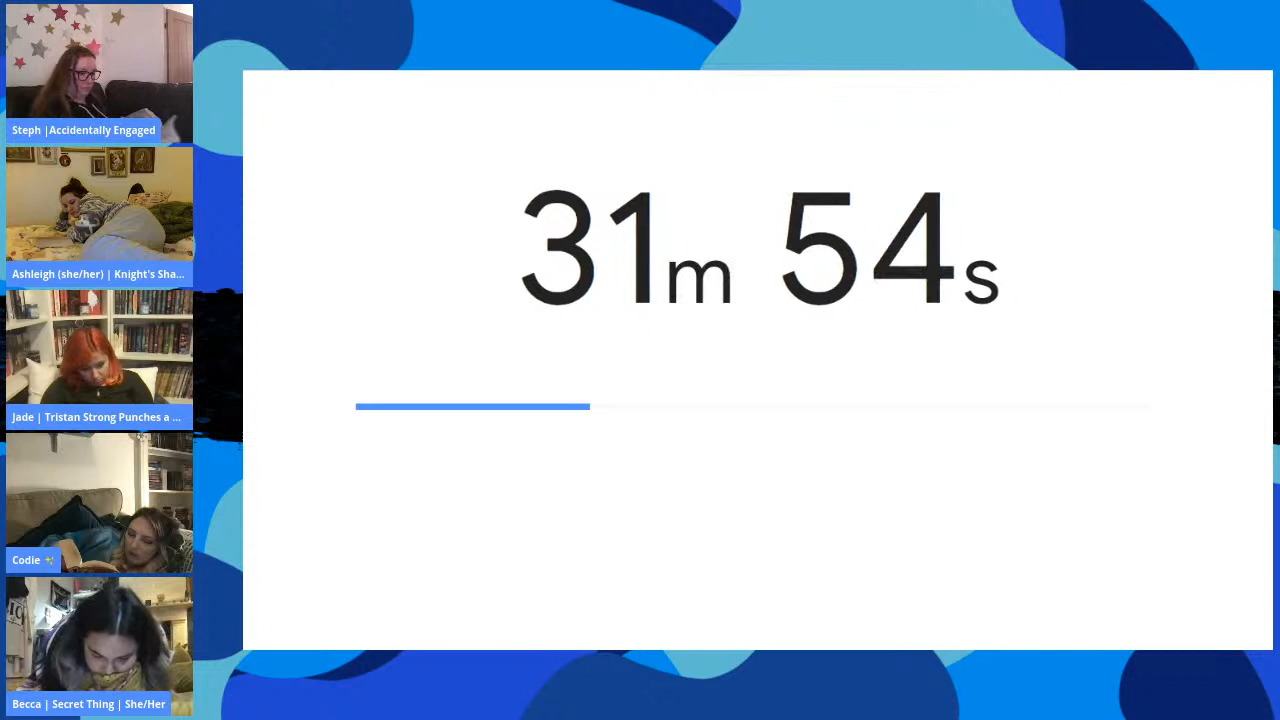 Steph |Accidentally Engaged
31m 54s
Ashleigh (she/her) | Knight's Sha...
Jade | Tristan Strong Punches a ...
Codie ✨
Becca | Secret Thing | She/Her